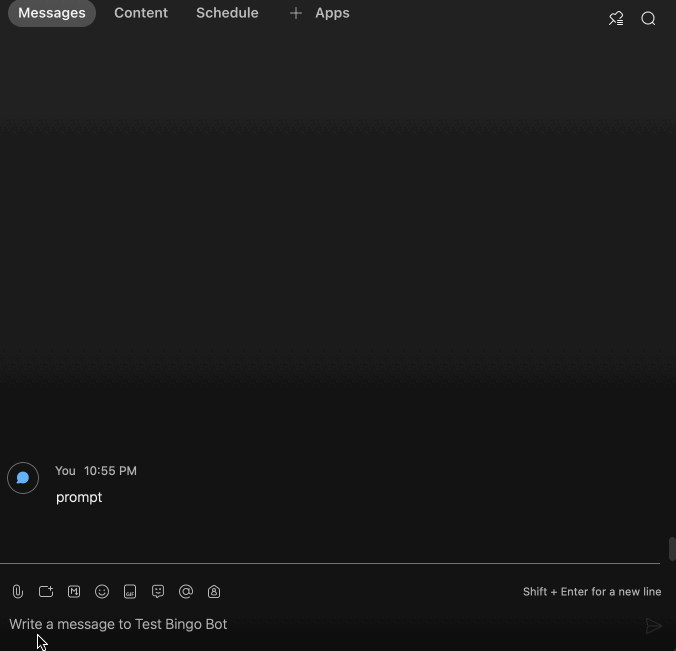 Messages Content Schedule + Apps
You 10:55 PM
prompt
Shift + Enter for a new line
Write a message to Test Bingo Bot